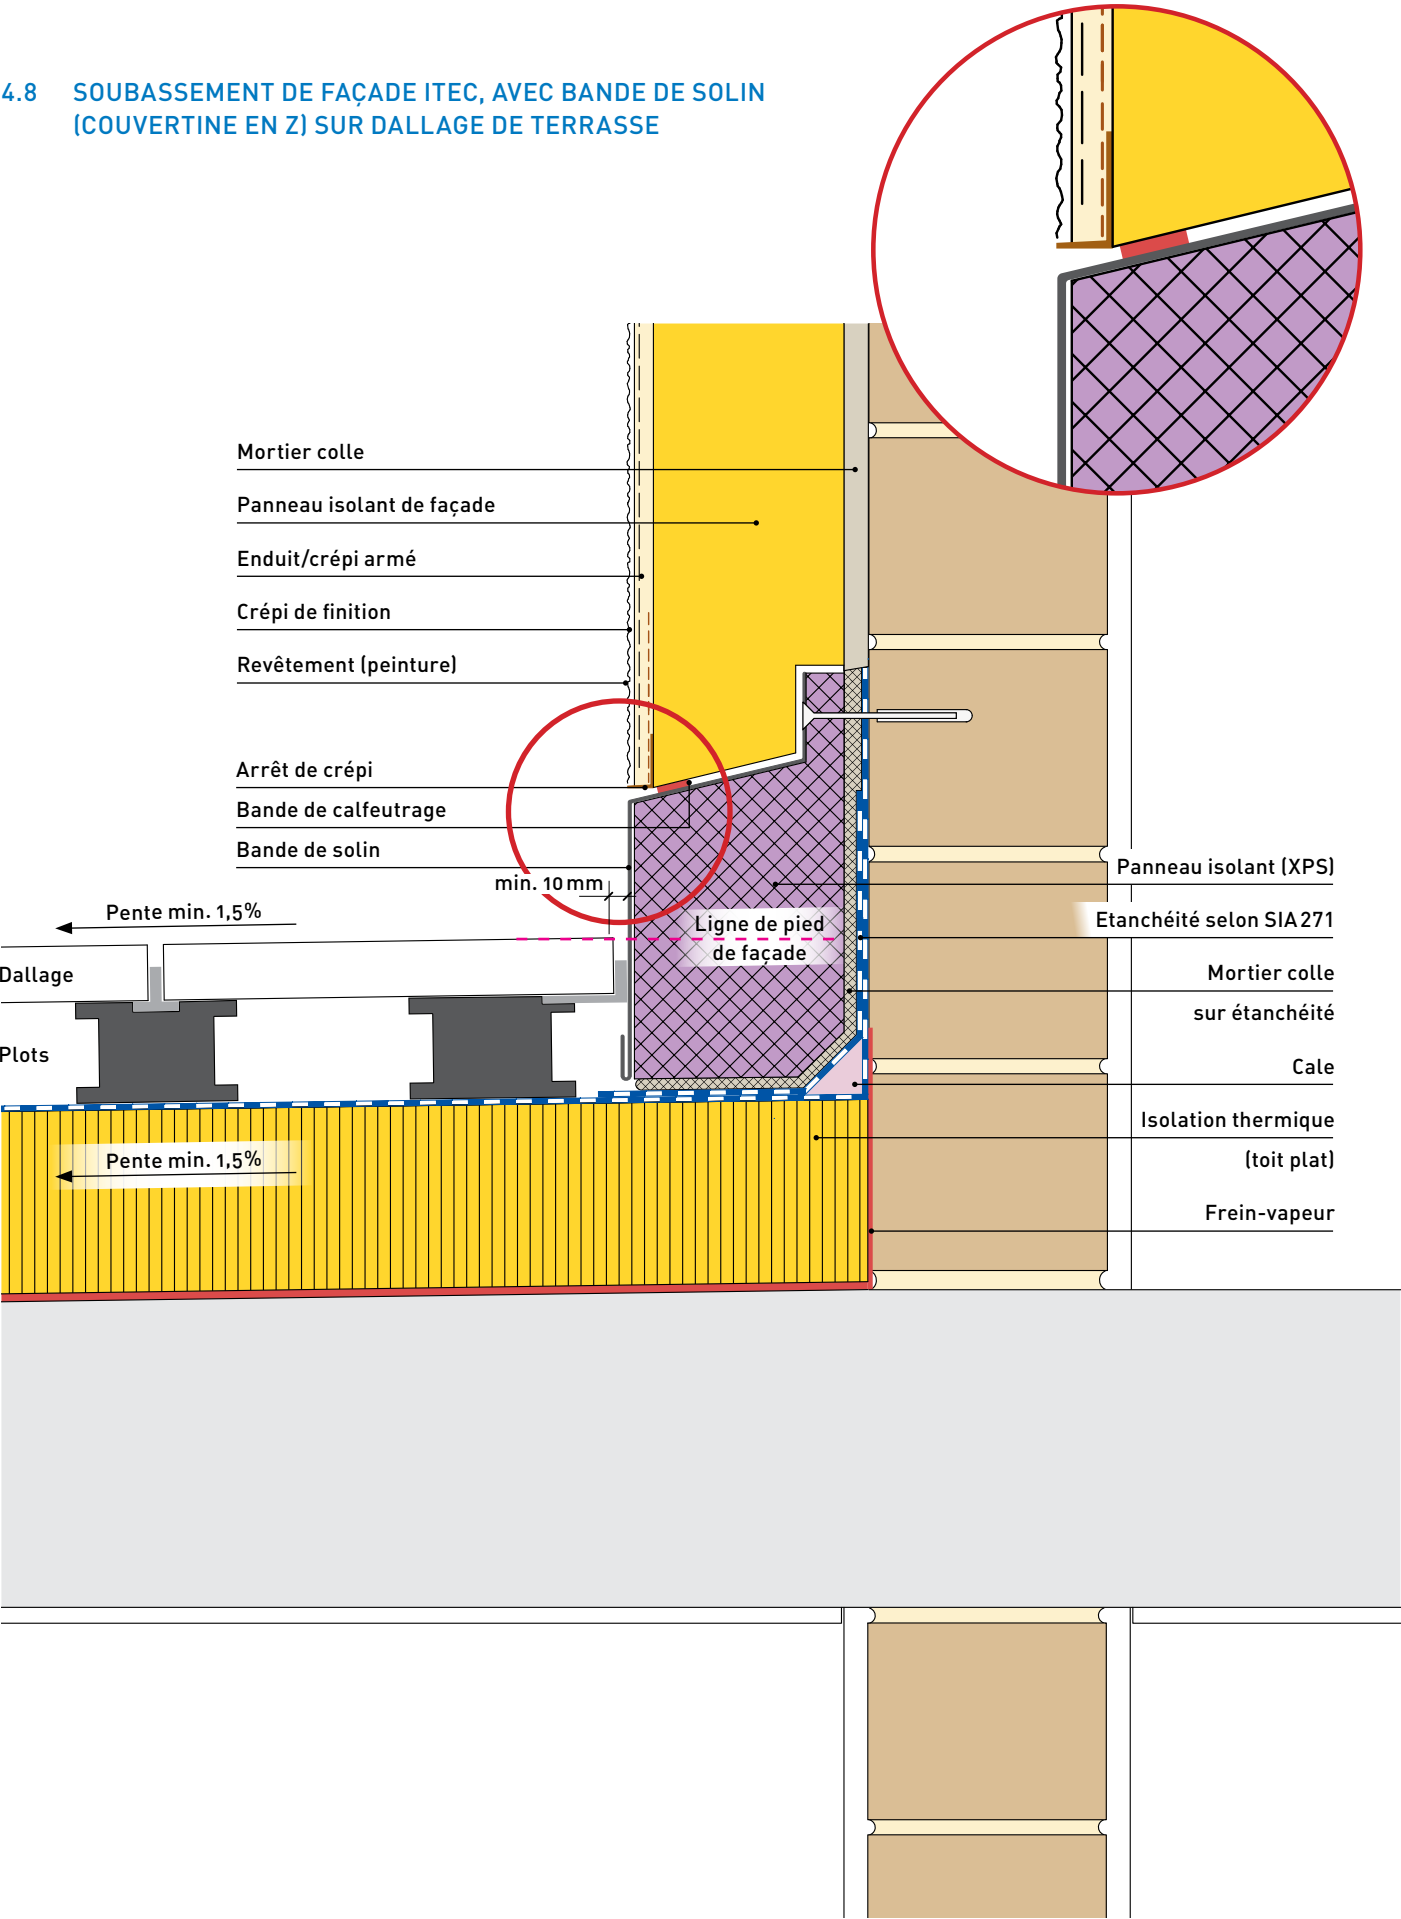 4.8 SOUBASSEMENT DE FAÇADE ITEC, AVEC BANDE DE SOLIN
(COUVERTINE EN Z) SUR DALLAGE DE TERRASSE
Mortier colle
Panneau isolant de façade
Enduit/crépi armé
Crépi de finition
Revêtement (peinture)
Arrêt de crépi
Bande de calfeutrage
Bande de solin
min. 10 mm
Pente min. 1,5%
Dallage
Plots
Pente min. 1,5%
Ligne de pied
de façade
Panneau isolant (XPS)
Etanchéité selon SIA 271
Mortier colle
sur étanchéité
Cale
Isolation thermique
(toit plat)
Frein-vapeur